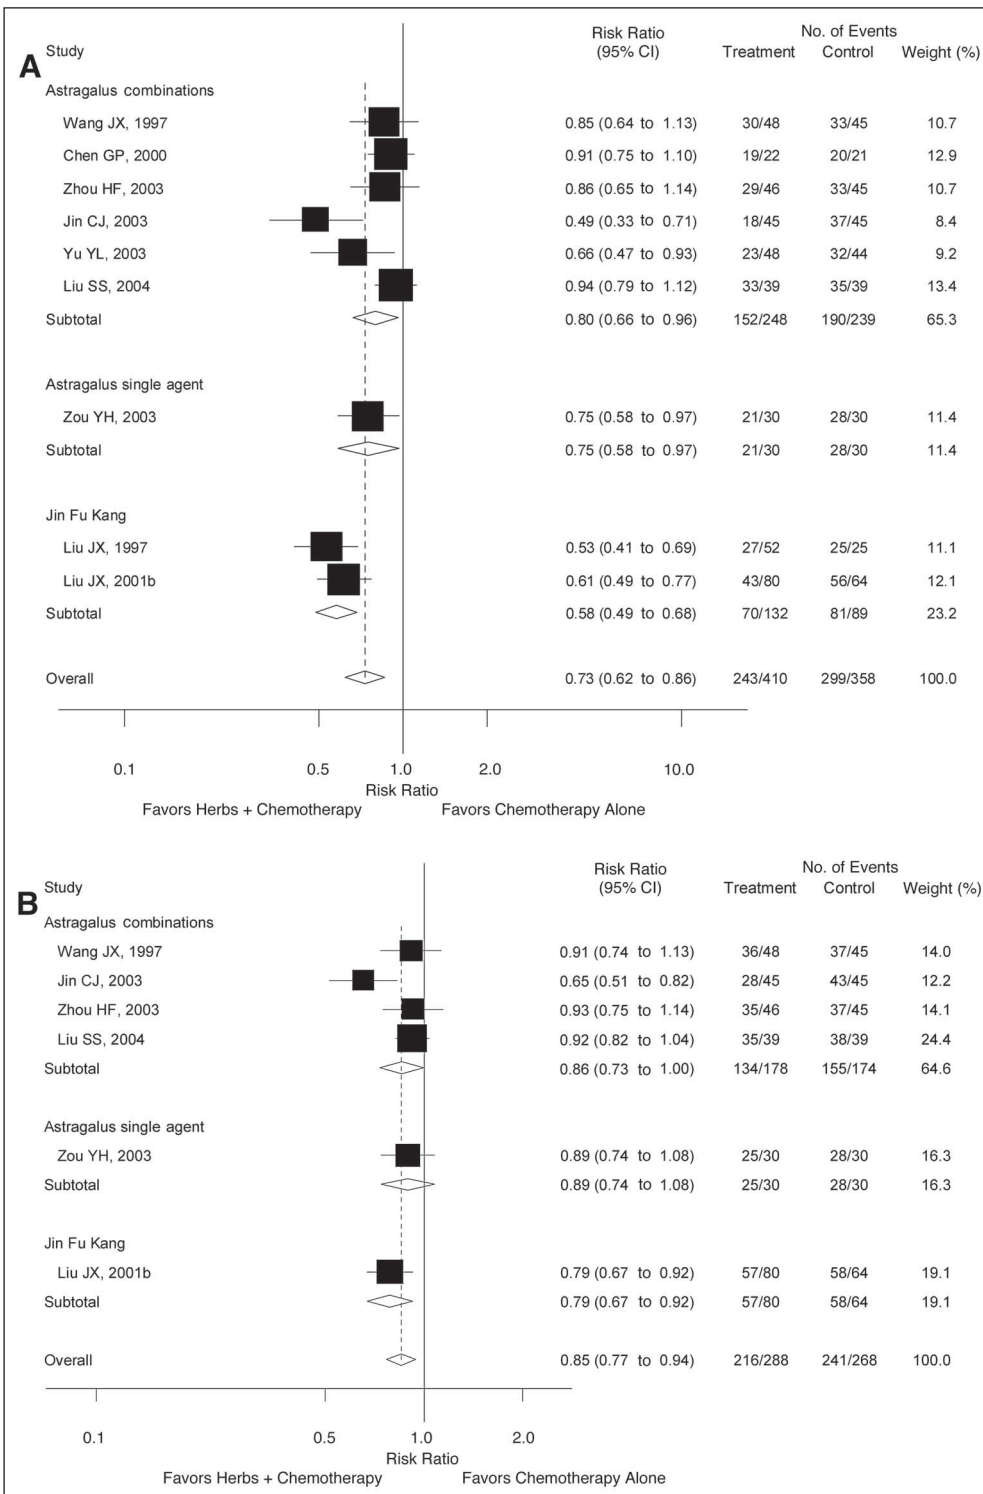 A
Study Risk Ratio (95% CI) No. of Events Treatment Control Weight (%)
Astragalus combinations
Wang JX, 1997 0.85 (0.64 to 1.13) 30/48 33/45 10.7
Chen GP, 2000 0.91 (0.75 to 1.10) 19/22 20/21 12.9
Zhou HF, 2003 0.86 (0.65 to 1.14) 29/46 33/45 10.7
Jin CJ, 2003 0.49 (0.33 to 0.71) 18/45 37/45 8.4
Yu YL, 2003 0.66 (0.47 to 0.93) 23/48 32/44 9.2
Liu SS, 2004 0.94 (0.79 to 1.12) 33/39 35/39 13.4
Subtotal 0.80 (0.66 to 0.96) 152/248 190/239 65.3
Astragalus single agent
Zou YH, 2003 0.75 (0.58 to 0.97) 21/30 28/30 11.4
Subtotal 0.75 (0.58 to 0.97) 21/30 28/30 11.4
Jin Fu Kang
Liu JX, 1997 0.53 (0.41 to 0.69) 27/52 25/25 11.1
Liu JX, 2001b 0.61 (0.49 to 0.77) 43/80 56/64 12.1
Subtotal 0.58 (0.49 to 0.68) 70/132 81/89 23.2
Overall 0.73 (0.62 to 0.86) 243/410 299/358 100.0
0.1 0.5 1.0 2.0 10.0
Risk Ratio
Favors Herbs + Chemotherapy Favors Chemotherapy Alone
B
Study Risk Ratio (95% CI) No. of Events Treatment Control Weight (%)
Astragalus combinations
Wang JX, 1997 0.91 (0.74 to 1.13) 36/48 37/45 14.0
Jin CJ, 2003 0.65 (0.51 to 0.82) 28/45 43/45 12.2
Zhou HF, 2003 0.93 (0.75 to 1.14) 35/46 37/45 14.1
Liu SS, 2004 0.92 (0.82 to 1.04) 35/39 38/39 24.4
Subtotal 0.86 (0.73 to 1.00) 134/178 155/174 64.6
Astragalus single agent
Zou YH, 2003 0.89 (0.74 to 1.08) 25/30 28/30 16.3
Subtotal 0.89 (0.74 to 1.08) 25/30 28/30 16.3
Jin Fu Kang
Liu JX, 2001b 0.79 (0.67 to 0.92) 57/80 58/64 19.1
Subtotal 0.79 (0.67 to 0.92) 57/80 58/64 19.1
Overall 0.85 (0.77 to 0.94) 216/288 241/268 100.0
0.1 0.5 1.0 2.0
Risk Ratio
Favors Herbs + Chemotherapy Favors Chemotherapy Alone